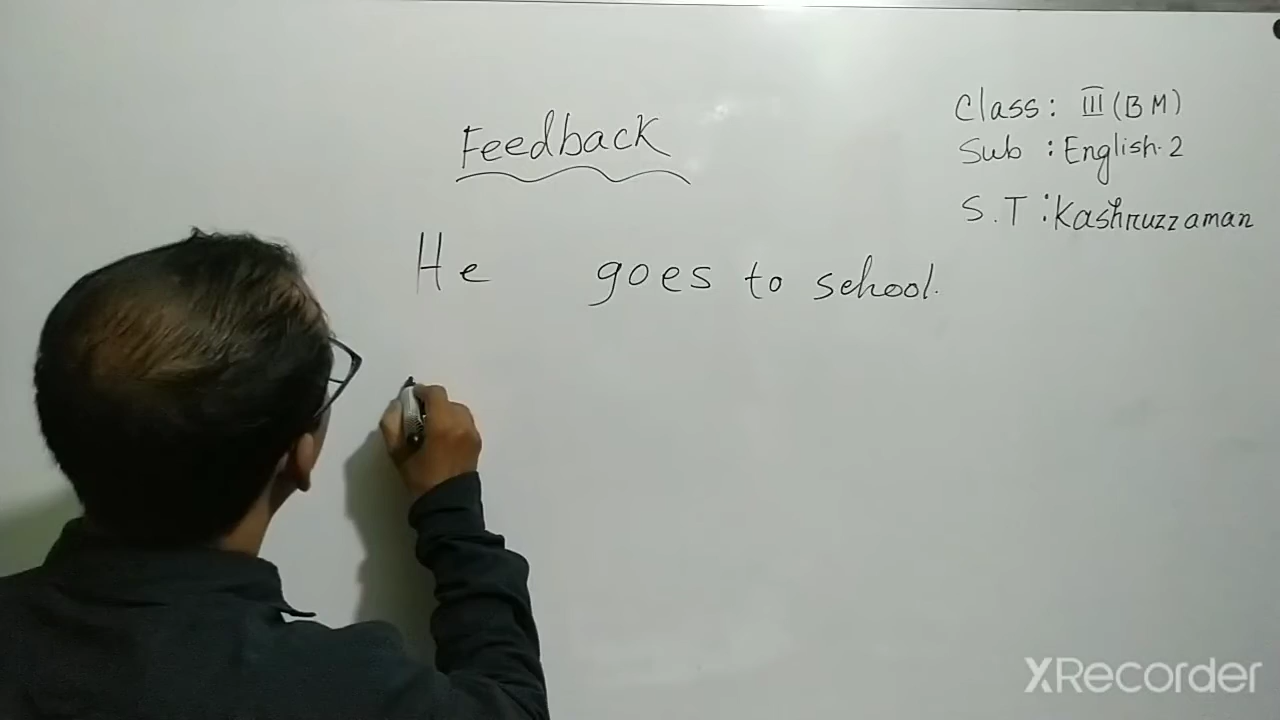 Feedback
Class: III (BM)
Sub : English-2
S.T : Kashruzzaman
He goes to school.
XRecorder